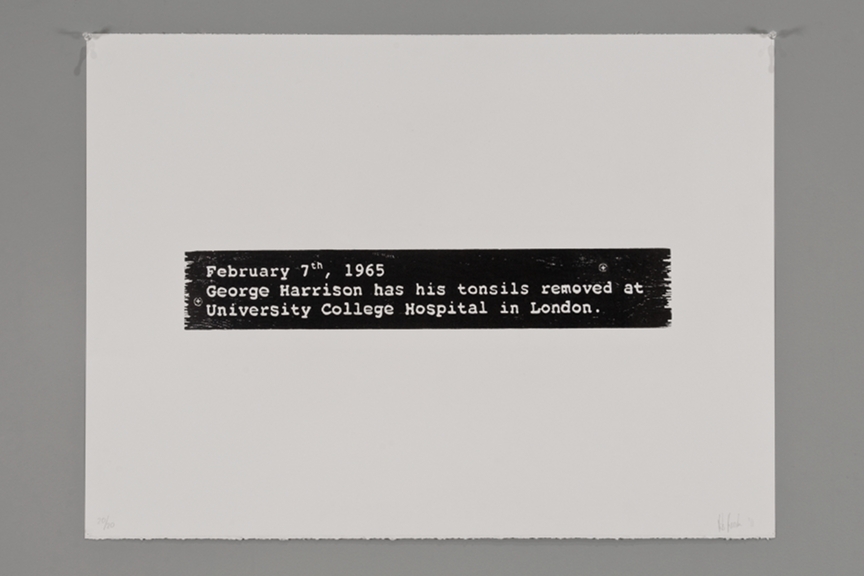 February 7th, 1965
George Harrison has his tonsils removed at
University College Hospital in London.